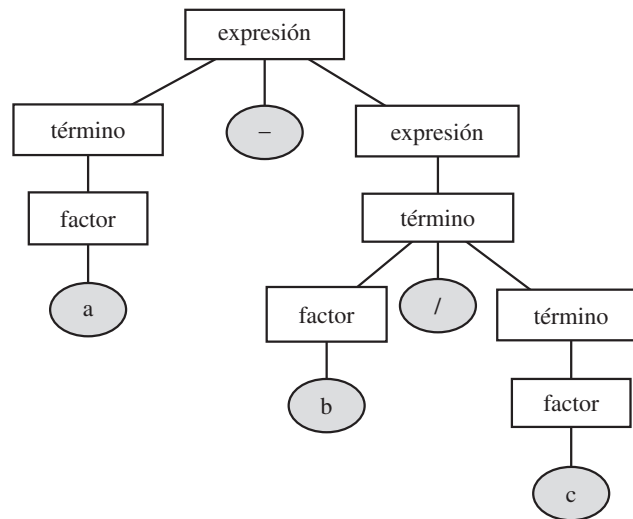 expresión
término
–
expresión
factor
término
a
factor
/
término
b
factor
c